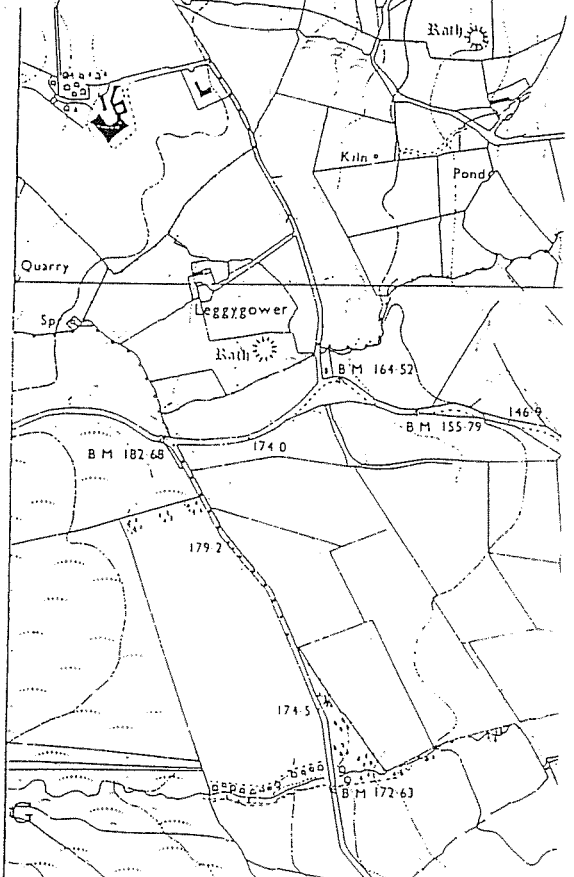 Rath
Kiln
Pond
Quarry
Leggygower
Sp
Rath
B M 164·52
146·9
B M 155·79
B M 182·68
174·0
179·2
174·5
B M 172·63